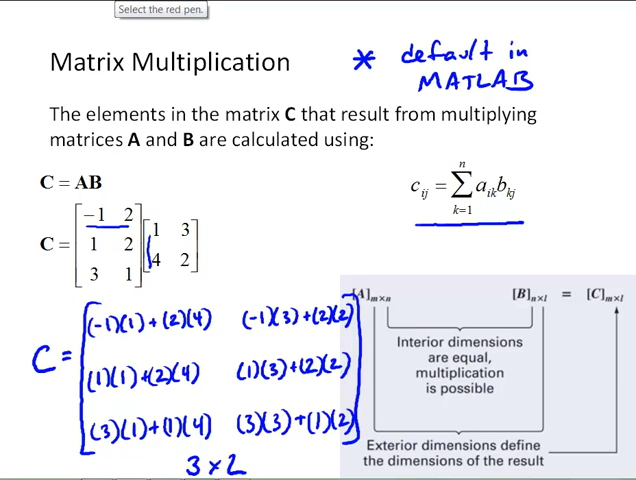 Select the red pen.
Matrix Multiplication
* default in
MATLAB
The elements in the matrix C that result from multiplying
matrices A and B are calculated using:
C = AB
C = [−1 2; 1 2; 3 1] [1 3; 4 2]
c_ij = ∑_{k=1}^{n} a_ik b_kj
C = [(-1)(1)+(2)(4) (-1)(3)+(2)(2)
(1)(1)+(2)(4) (1)(3)+(2)(2)
(3)(1)+(1)(4) (3)(3)+(1)(2)]
3 × 2
[A]m×n [B]n×l = [C]m×l
Interior dimensions
are equal,
multiplication
is possible
Exterior dimensions define
the dimensions of the result